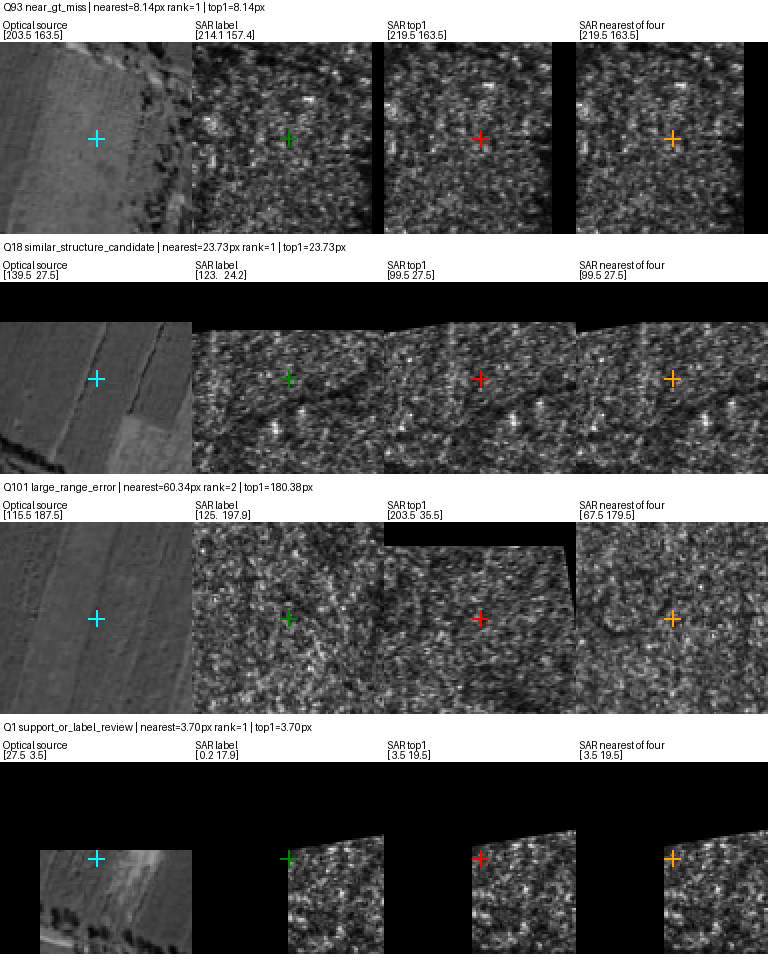 Q93 near_gt_miss | nearest=8.14px rank=1 | top1=8.14px
Optical source SAR label SAR top1 SAR nearest of four
[203.5 163.5] [214.1 157.4] [219.5 163.5] [219.5 163.5]
Q18 similar_structure_candidate | nearest=23.73px rank=1 | top1=23.73px
Optical source SAR label SAR top1 SAR nearest of four
[139.5 27.5] [123. 24.2] [99.5 27.5] [99.5 27.5]
Q101 large_range_error | nearest=60.34px rank=2 | top1=180.38px
Optical source SAR label SAR top1 SAR nearest of four
[115.5 187.5] [125. 197.9] [203.5 35.5] [67.5 179.5]
Q1 support_or_label_review | nearest=3.70px rank=1 | top1=3.70px
Optical source SAR label SAR top1 SAR nearest of four
[27.5 3.5] [0.2 17.9] [3.5 19.5] [3.5 19.5]